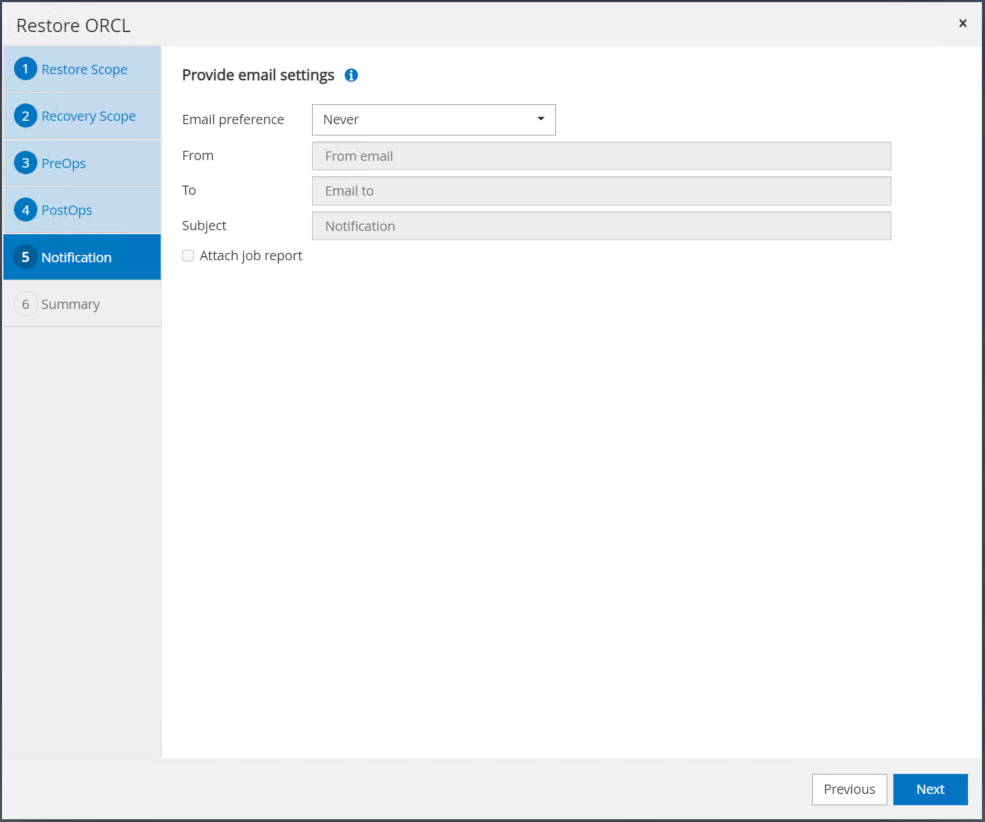 Restore ORCL
×
1 Restore Scope
2 Recovery Scope
3 PreOps
4 PostOps
5 Notification
6 Summary
Provide email settings i
Email preference Never
From From email
To Email to
Subject Notification
Attach job report
Previous Next